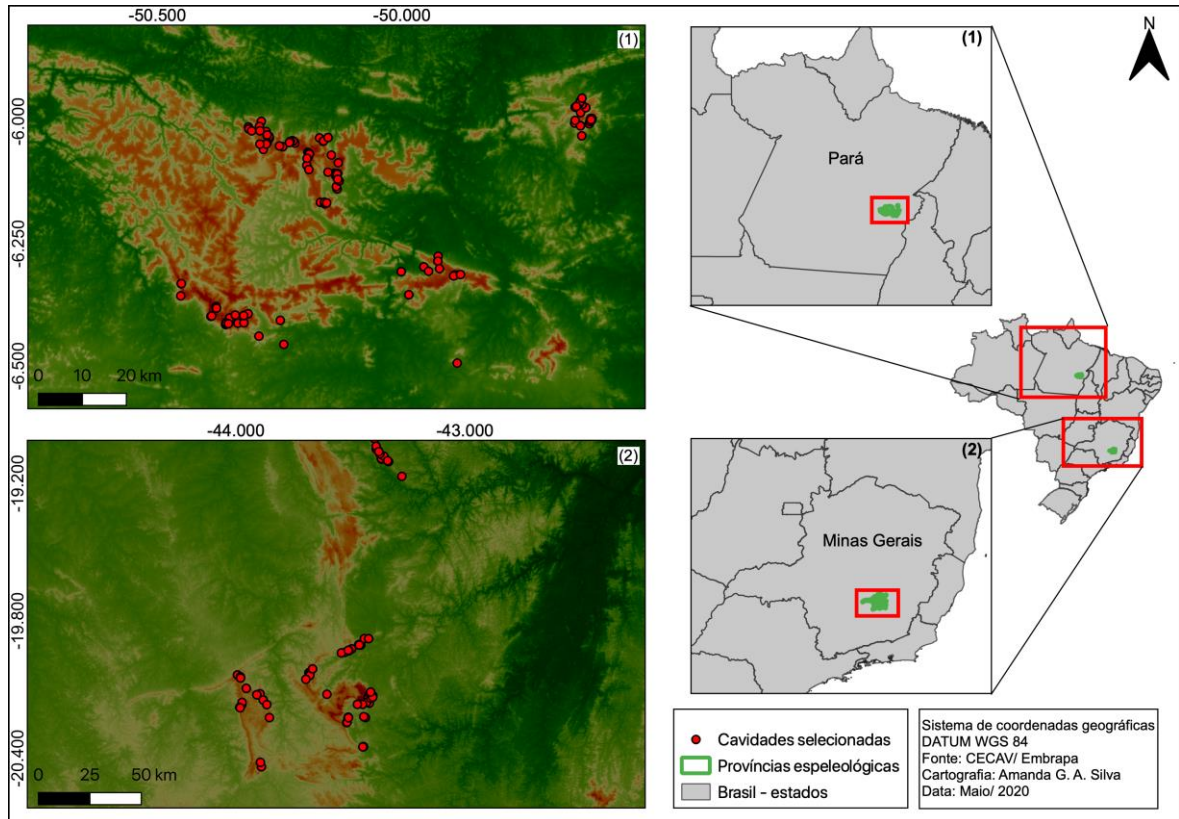 -50.500 -50.000
(1)
-6.000
-6.250
-6.500
0 10 20 km
-44.000 -43.000
(2)
-19.200
-19.800
-20.400
0 25 50 km
(1)
Pará
(2)
Minas Gerais
N
Cavidades selecionadas
Províncias espeleológicas
Brasil - estados
Sistema de coordenadas geográficas
DATUM WGS 84
Fonte: CECAV/ Embrapa
Cartografia: Amanda G. A. Silva
Data: Maio/ 2020